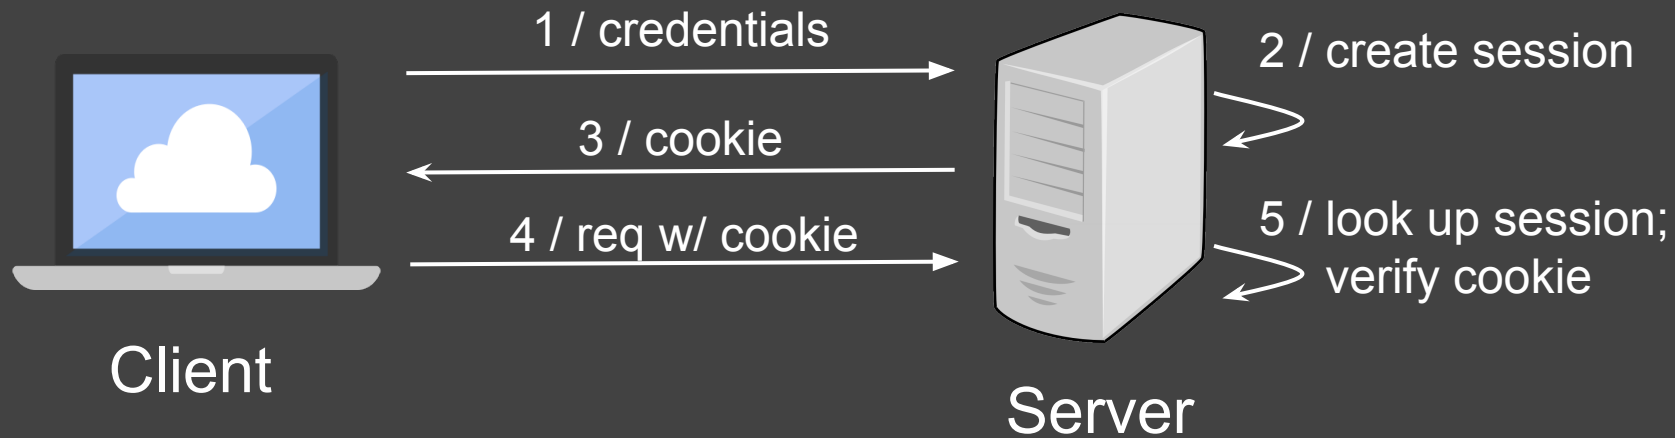 1 / credentials
2 / create session
3 / cookie
4 / req w/ cookie
5 / look up session;
verify cookie
Client
Server